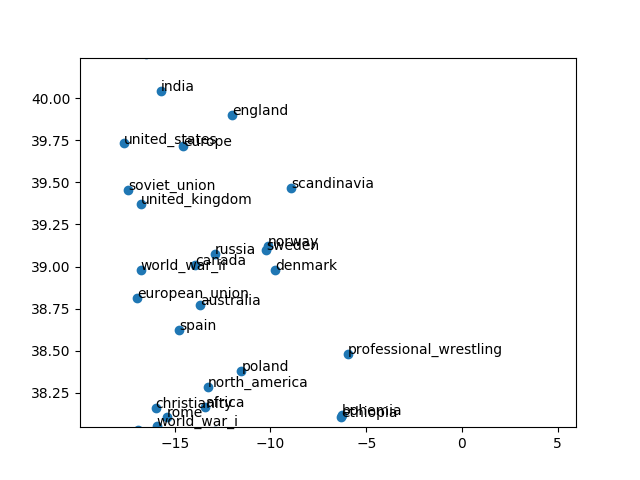 40.00
39.75
39.50
39.25
39.00
38.75
38.50
38.25
india
england
united_states
europe
scandinavia
soviet_union
united_kingdom
norway
sweden
russia
canada
world_war_ii
denmark
european_union
australia
spain
professional_wrestling
poland
north_america
africa
christianity
rome
bohemia
ethiopia
world_war_i
−15
−10
−5
0
5